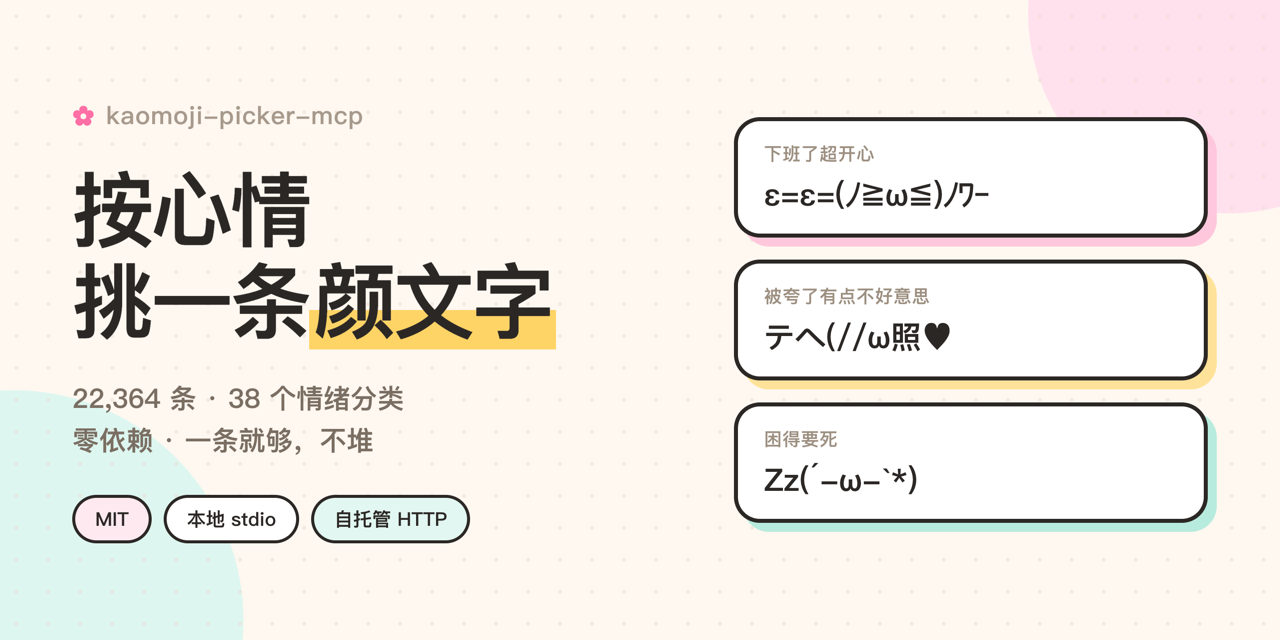 kaomoji-picker-mcp
按心情
挑一条颜文字
22,364 条 · 38 个情绪分类
零依赖 · 一条就够，不堆
MIT
本地 stdio
自托管 HTTP
下班了超开心
ε=ε=(ﾉ≧ω≦)ﾉﾜｰ
被夸了有点不好意思
テヘ(//ω照♥
困得要死
Zz(´-ω-`*)